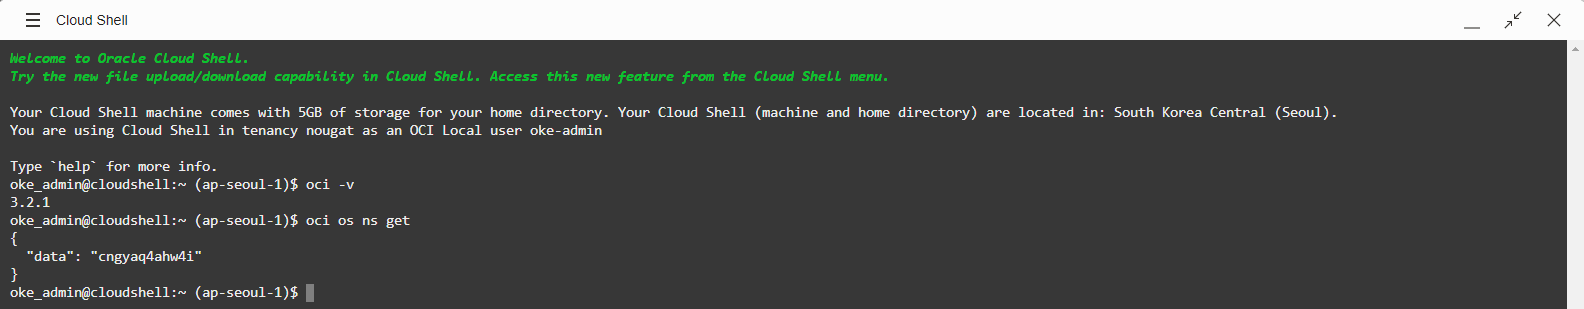 Cloud Shell
Welcome to Oracle Cloud Shell.
Try the new file upload/download capability in Cloud Shell. Access this new feature from the Cloud Shell menu.
Your Cloud Shell machine comes with 5GB of storage for your home directory. Your Cloud Shell (machine and home directory) are located in: South Korea Central (Seoul).
You are using Cloud Shell in tenancy nougat as an OCI Local user oke-admin
Type `help` for more info.
oke_admin@cloudshell:~ (ap-seoul-1)$ oci -v
3.2.1
oke_admin@cloudshell:~ (ap-seoul-1)$ oci os ns get
{
  "data": "cngyaq4ahw4i"
}
oke_admin@cloudshell:~ (ap-seoul-1)$